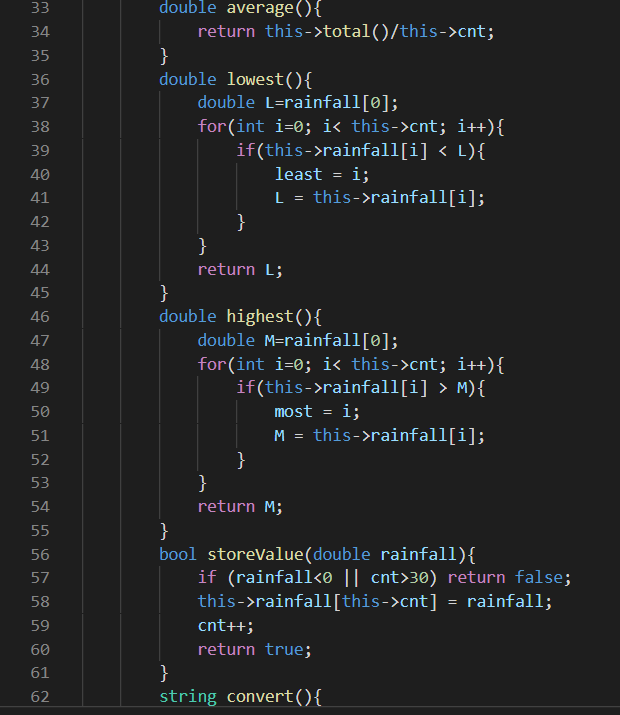 33 double average(){
34 return this->total()/this->cnt;
35 }
36 double lowest(){
37 double L=rainfall[0];
38 for(int i=0; i< this->cnt; i++){
39 if(this->rainfall[i] < L){
40 least = i;
41 L = this->rainfall[i];
42 }
43 }
44 return L;
45 }
46 double highest(){
47 double M=rainfall[0];
48 for(int i=0; i< this->cnt; i++){
49 if(this->rainfall[i] > M){
50 most = i;
51 M = this->rainfall[i];
52 }
53 }
54 return M;
55 }
56 bool storeValue(double rainfall){
57 if (rainfall<0 || cnt>30) return false;
58 this->rainfall[this->cnt] = rainfall;
59 cnt++;
60 return true;
61 }
62 string convert(){